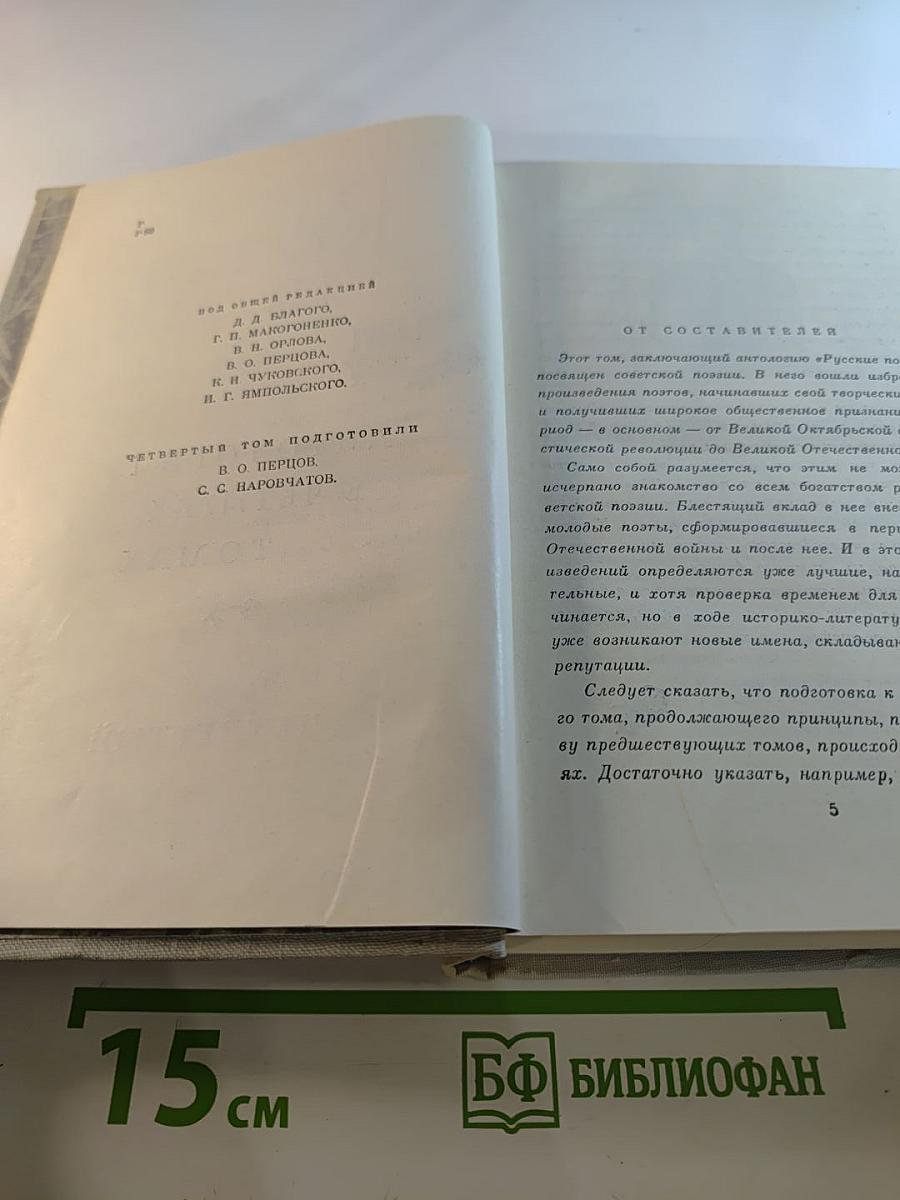 Р
Р 89
ПОД ОБЩЕЙ РЕДАКЦИЕЙ
Д. Д. БЛАГОГО,
Г. П. МАКОГОНЕНКО,
В. Н. ОРЛОВА,
В. О. ПЕРЦОВА,
К. И. ЧУКОВСКОГО,
И. Г. ЯМПОЛЬСКОГО.
ЧЕТВЕРТЫЙ ТОМ ПОДГОТОВИЛИ
В. О. ПЕРЦОВ,
С. С. НАРОВЧАТОВ.
ОТ СОСТАВИТЕЛЕЙ
Этот том, заключающий антологию «Русские по
посвящен советской поэзии. В него вошли избр
произведения поэтов, начинавших свой творчески
и получивших широкое общественное признани
риод — в основном — от Великой Октябрьской
стической революции до Великой Отечественно
Само собой разумеется, что этим не мо
исчерпано знакомство со всем богатством р
ветской поэзии. Блестящий вклад в нее вне
молодые поэты, сформировавшиеся в пери
Отечественной войны и после нее. И в это
изведений определяются уже лучшие, на
тельные, и хотя проверка временем для
чинается, но в ходе историко-литерату
уже возникают новые имена, складываю
репутации.
Следует сказать, что подготовка к
го тома, продолжающего принципы, п
ву предшествующих томов, происход
ях. Достаточно указать, например,
5
15 см
БФ БИБЛИОФАН